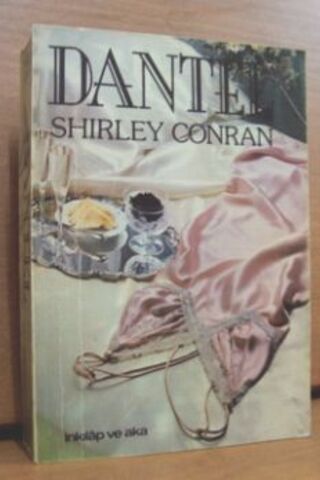 DANTEL
SHIRLEY CONRAN
inkılâp ve aka